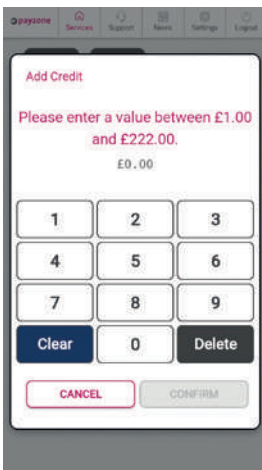 payzone
Services Support News Settings Logout
Add Credit
Please enter a value between £1.00
and £222.00.
£0.00
1 2 3
4 5 6
7 8 9
Clear 0 Delete
CANCEL CONFIRM